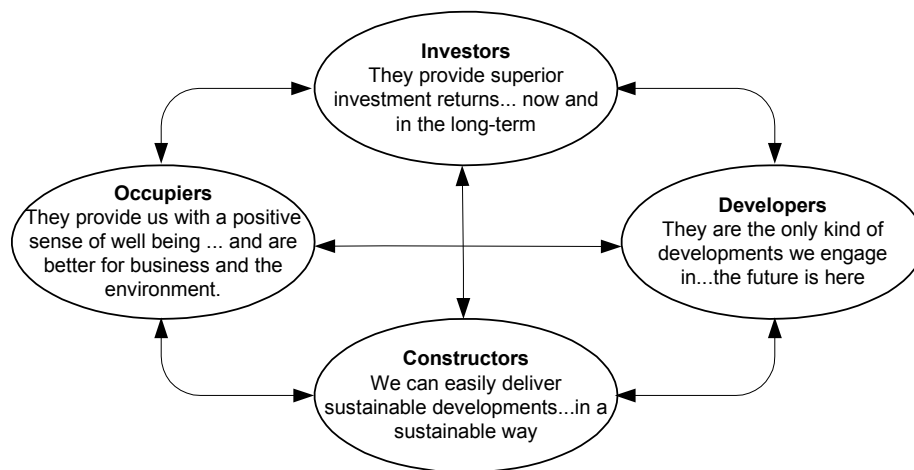 Investors
They provide superior
investment returns... now and
in the long-term
Occupiers
They provide us with a positive
sense of well being ... and are
better for business and the
environment.
Developers
They are the only kind of
developments we engage
in...the future is here
Constructors
We can easily deliver
sustainable developments...in a
sustainable way